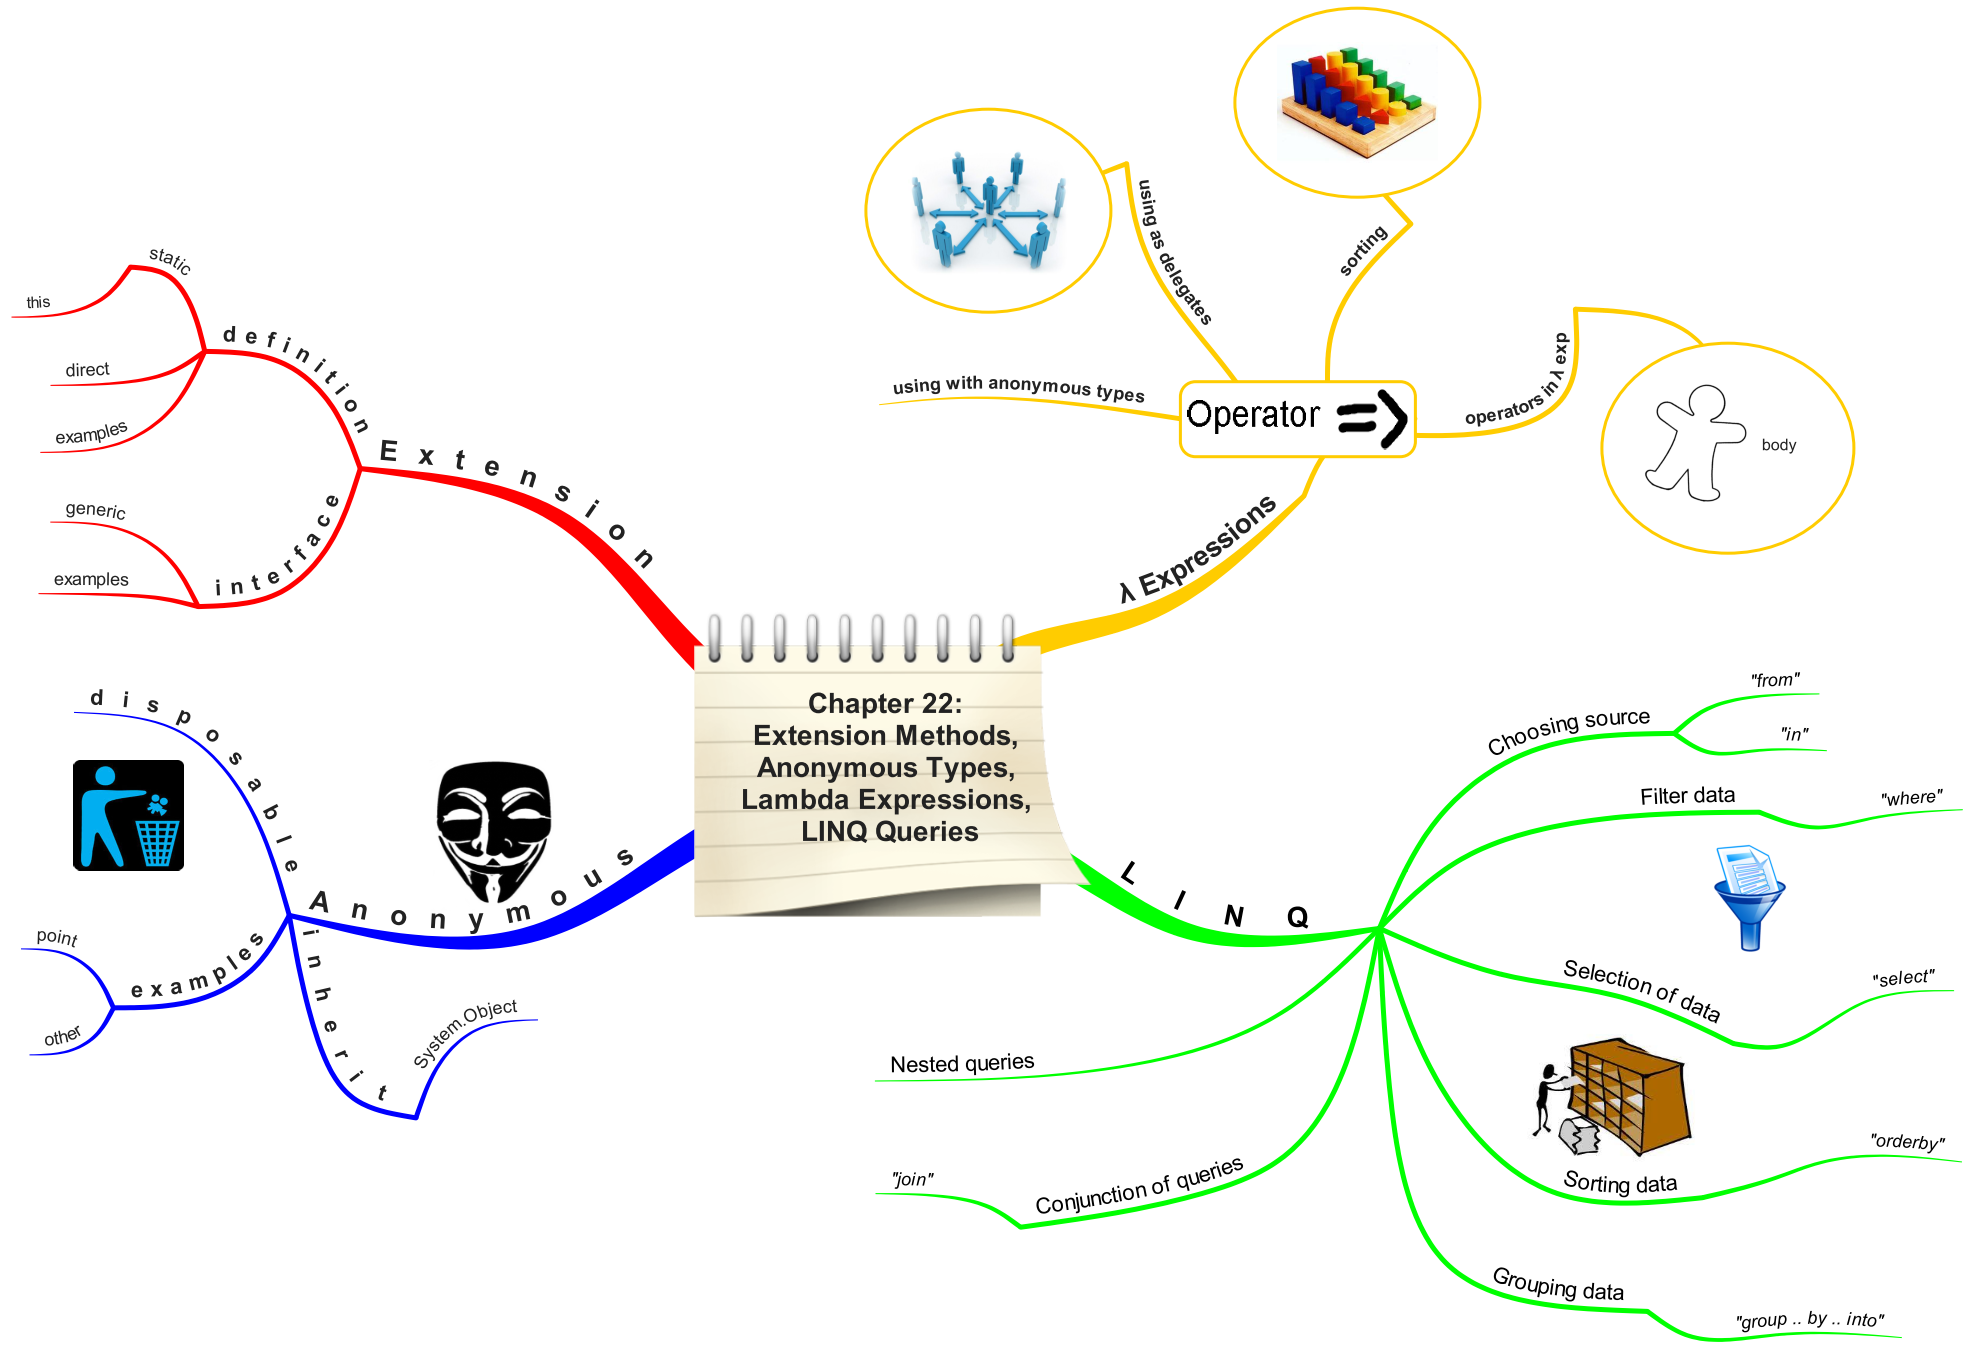 Chapter 22:
Extension Methods,
Anonymous Types,
Lambda Expressions,
LINQ Queries
Extension
definition
static
this
direct
examples
interface
generic
examples
λ Expressions
Operator =>
using with anonymous types
using as delegates
sorting
operators in λ exp
body
Anonymous
disposable
examples
point
other
inherit
System.Object
LINQ
Choosing source
"from"
"in"
Filter data
"where"
Selection of data
"select"
Sorting data
"orderby"
Grouping data
"group .. by .. into"
Conjunction of queries
"join"
Nested queries